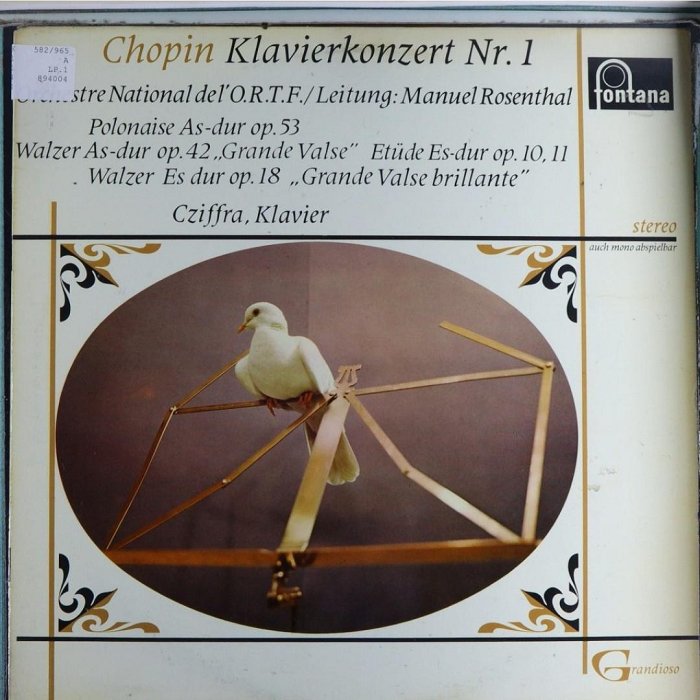 582/965
A
LP.1
894004
Chopin Klavierkonzert Nr. 1
Orchestre National de l'O.R.T.F./Leitung: Manuel Rosenthal
Polonaise As-dur op. 53
Walzer As-dur op. 42 „Grande Valse" Etüde Es-dur op. 10, 11
Walzer Es dur op. 18 „Grande Valse brillante"
Cziffra, Klavier
fontana
stereo
auch mono abspielbar
Grandioso